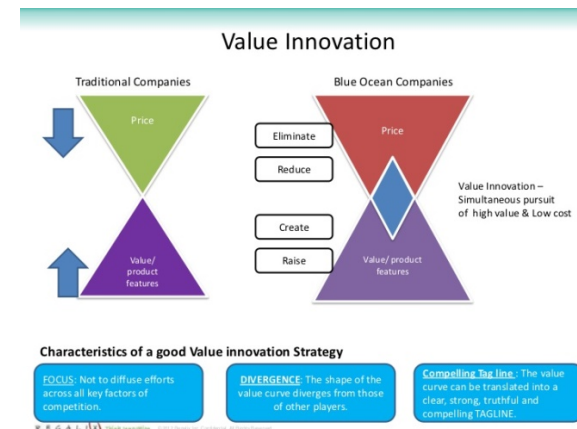 Value Innovation
Traditional Companies
Blue Ocean Companies
Price
Value/
product
features
Eliminate
Reduce
Create
Raise
Price
Value/ product
features
Value Innovation –
Simultaneous pursuit
of high value & Low cost
Characteristics of a good Value innovation Strategy
FOCUS: Not to diffuse efforts
across all key factors of
competition.
DIVERGENCE: The shape of the
value curve diverges from those
of other players.
Compelling Tag line : The value
curve can be translated into a
clear, strong, truthful and
compelling TAGLINE.